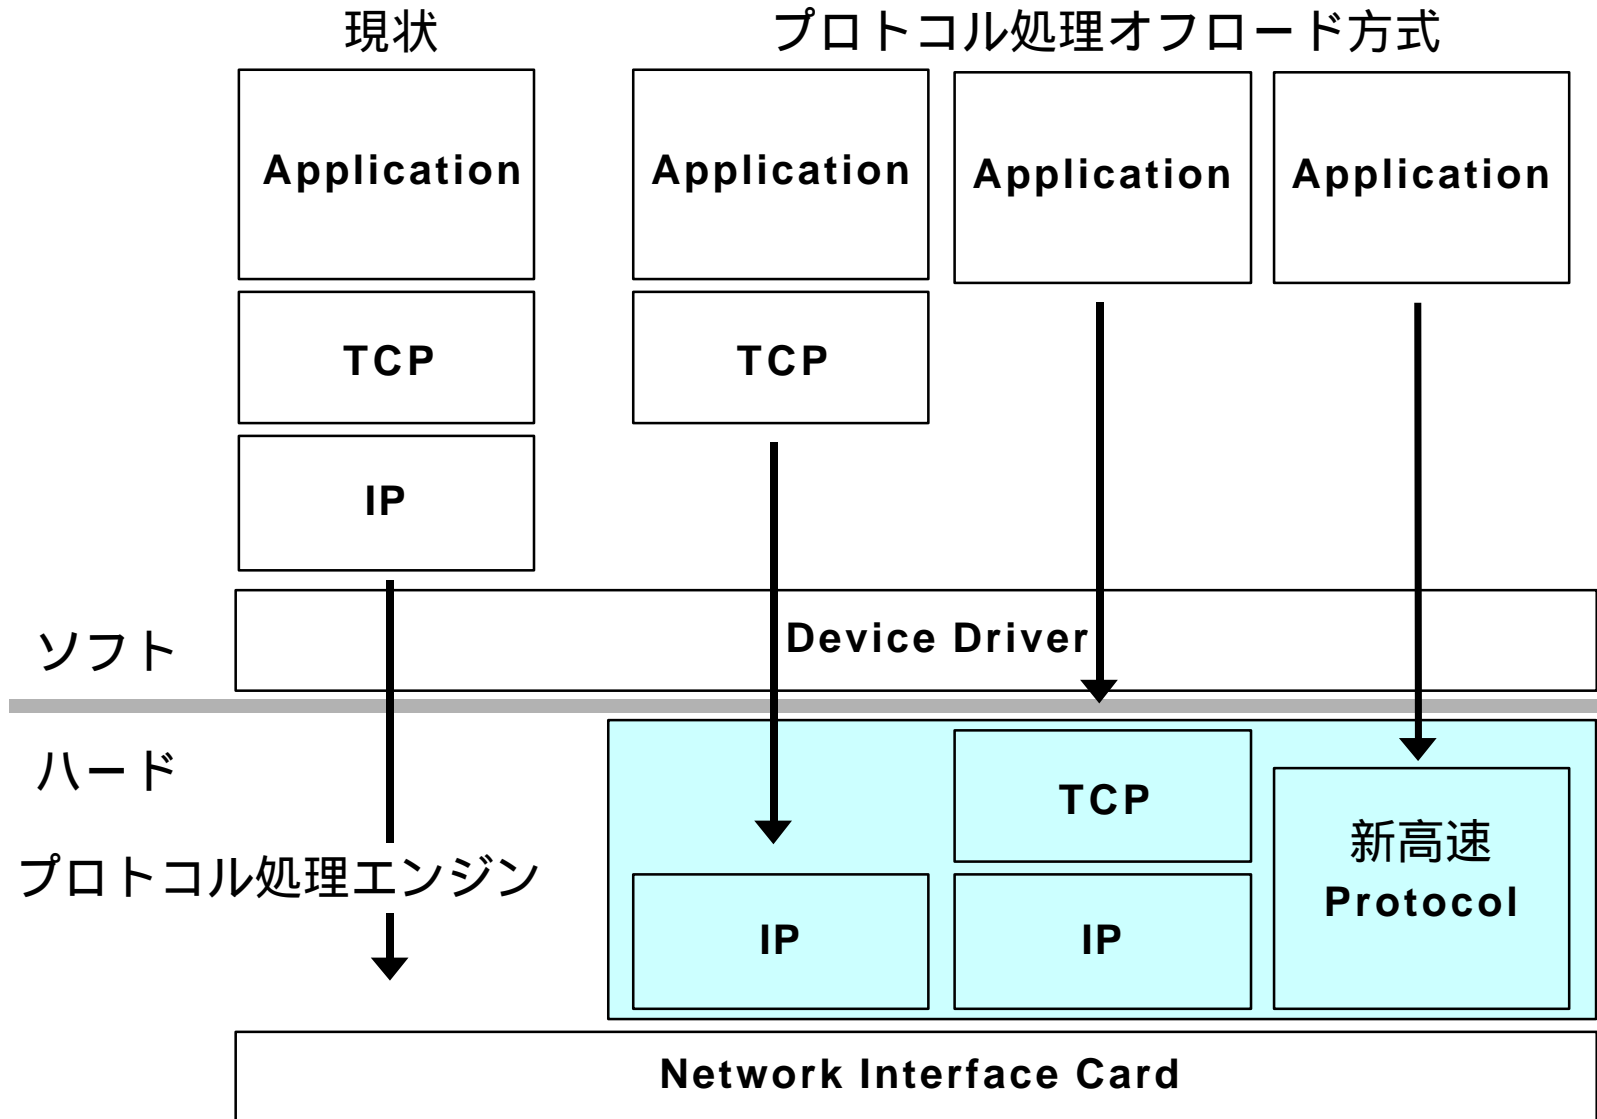 現状
プロトコル処理オフロード方式
Application
Application
Application
Application
TCP
TCP
IP
Device Driver
ソフト
ハード
TCP
プロトコル処理エンジン
新高速
Protocol
IP
IP
Network Interface Card